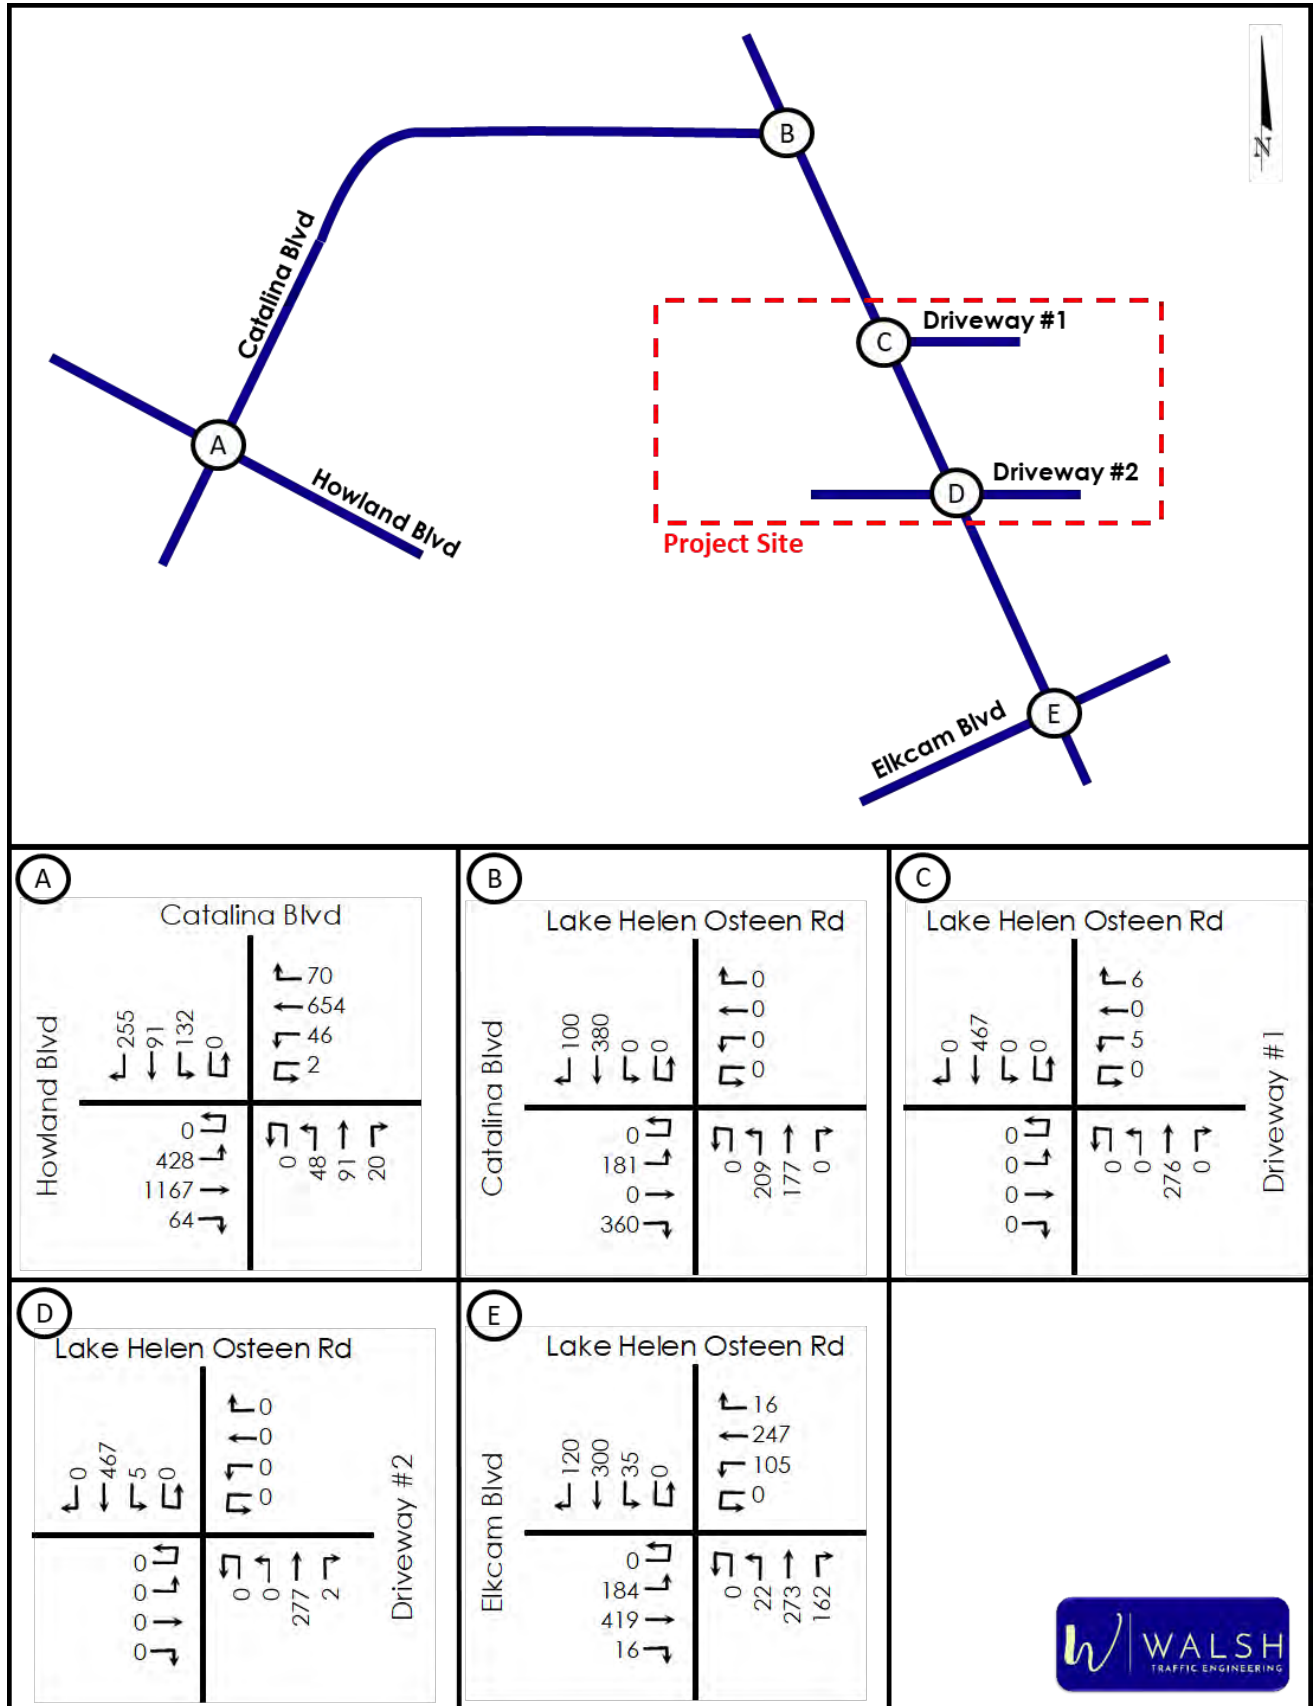 N
B
Catalina Blvd
C
Driveway #1
A
Howland Blvd
D
Driveway #2
Project Site
E
Elkcam Blvd
A
Catalina Blvd
Howland Blvd
255
91
132
0
70
654
46
2
0
428
1167
64
0
48
91
20
B
Lake Helen Osteen Rd
Catalina Blvd
100
380
0
0
0
0
0
0
0
181
0
360
0
209
177
0
C
Lake Helen Osteen Rd
Driveway #1
0
467
0
0
6
0
5
0
0
0
0
0
0
0
276
0
D
Lake Helen Osteen Rd
Driveway #2
0
467
5
0
0
0
0
0
0
0
0
0
0
0
277
2
E
Lake Helen Osteen Rd
Elkcam Blvd
120
300
35
0
16
247
105
0
0
184
419
16
0
22
273
162
W WALSH
TRAFFIC ENGINEERING